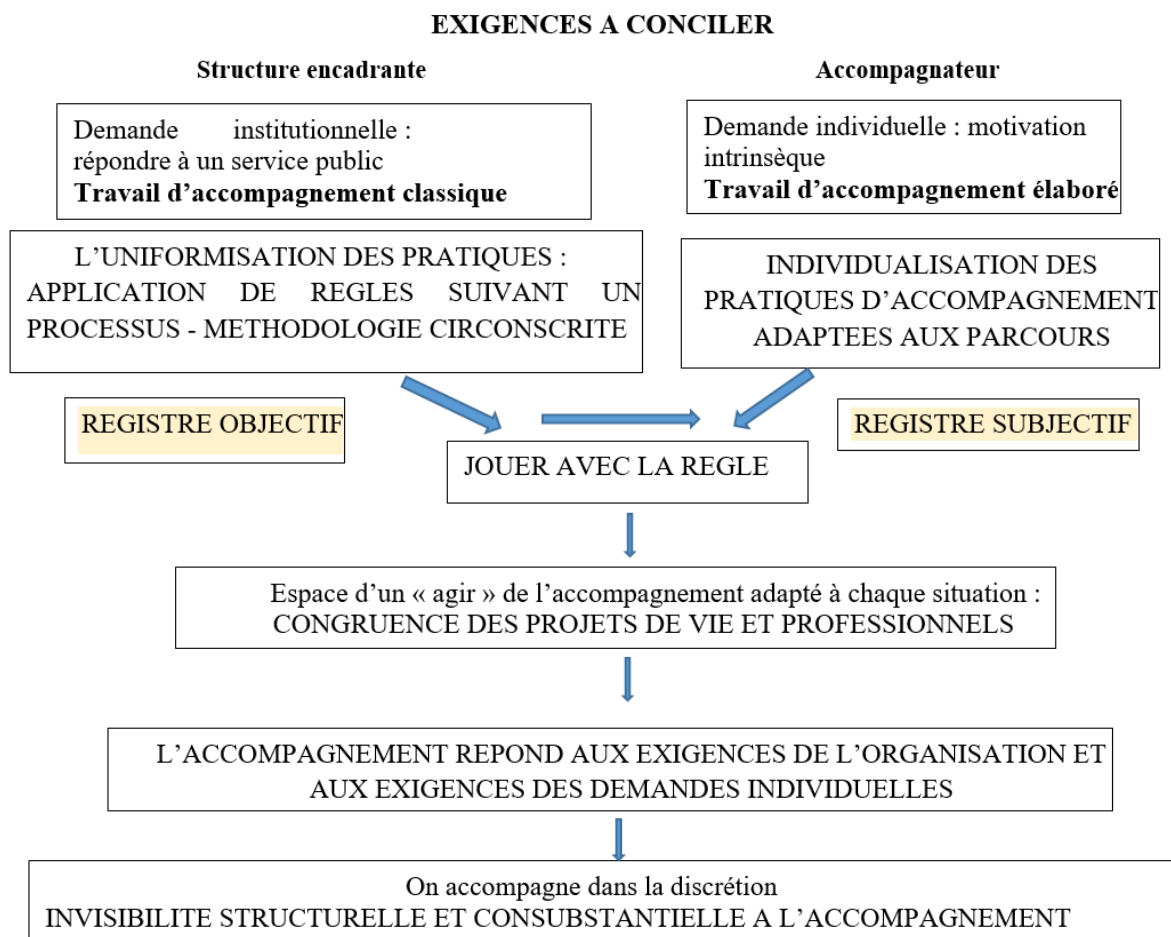 EXIGENCES A CONCILER
Structure encadrante
Accompagnateur
Demande institutionnelle :
répondre à un service public
Travail d'accompagnement classique
Demande individuelle : motivation
intrinsèque
Travail d'accompagnement élaboré
L'UNIFORMISATION DES PRATIQUES :
APPLICATION DE REGLES SUIVANT UN
PROCESSUS - METHODOLOGIE CIRCONSCRITE
INDIVIDUALISATION DES
PRATIQUES D'ACCOMPAGNEMENT
ADAPTEES AUX PARCOURS
REGISTRE OBJECTIF
REGISTRE SUBJECTIF
JOUER AVEC LA REGLE
Espace d'un « agir » de l'accompagnement adapté à chaque situation :
CONGRUENCE DES PROJETS DE VIE ET PROFESSIONNELS
L'ACCOMPAGNEMENT REPOND AUX EXIGENCES DE L'ORGANISATION ET
AUX EXIGENCES DES DEMANDES INDIVIDUELLES
On accompagne dans la discrétion
INVISIBILITE STRUCTURELLE ET CONSUBSTANTIELLE A L'ACCOMPAGNEMENT